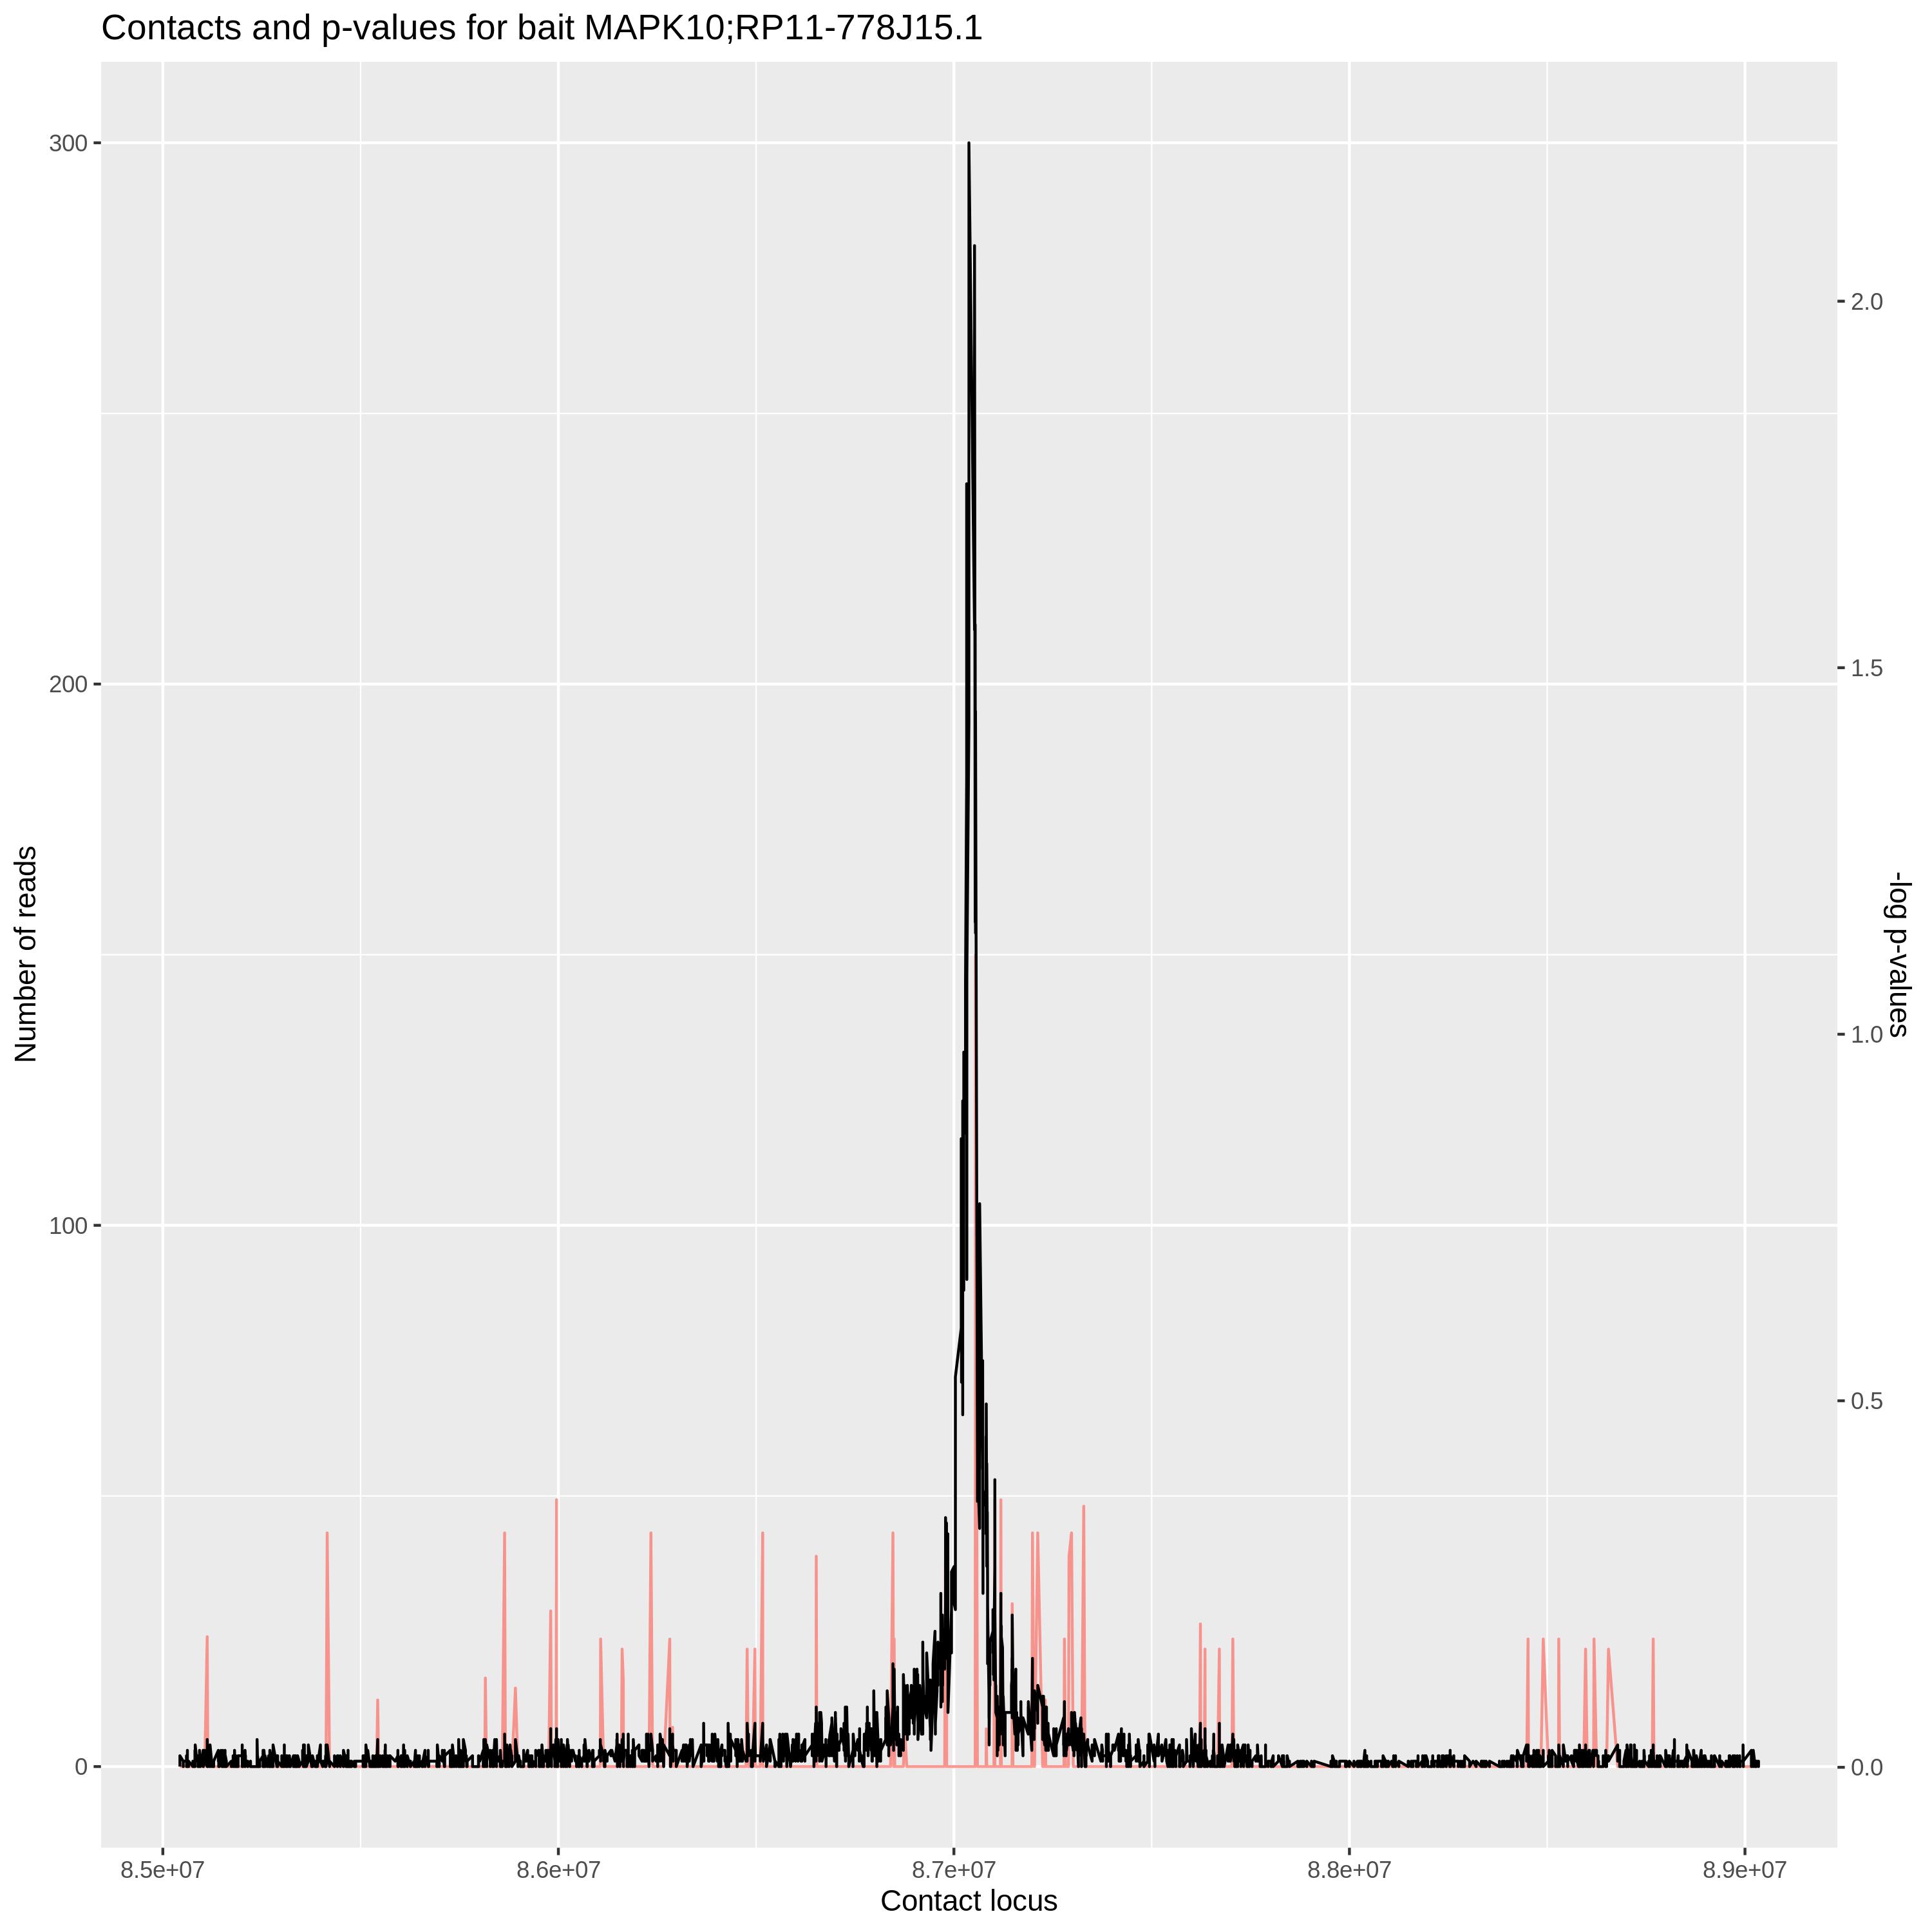 Contacts and p-values for bait MAPK10;RP11-778J15.1
300
200
100
0
Number of reads
2.0
1.5
1.0
0.5
0.0
-log p-values
8.5e+07 8.6e+07 8.7e+07 8.8e+07 8.9e+07
Contact locus